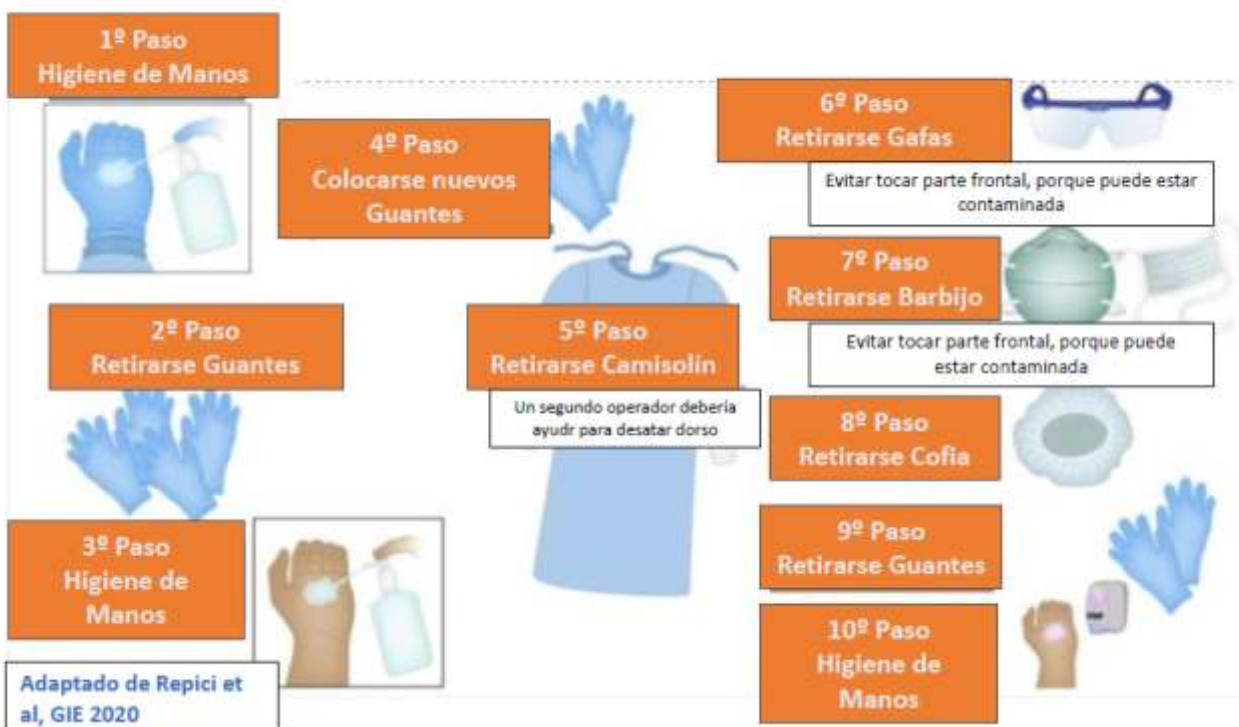 1º Paso
Higiene de Manos
2º Paso
Retirarse Guantes
3º Paso
Higiene de
Manos
4º Paso
Colocarse nuevos
Guantes
5º Paso
Retirarse Camisolín
Un segundo operador debería
ayudr para desatar dorso
6º Paso
Retirarse Gafas
Evitar tocar parte frontal, porque puede estar
contaminada
7º Paso
Retirarse Barbijo
Evitar tocar parte frontal, porque puede
estar contaminada
8º Paso
Retirarse Cofia
9º Paso
Retirarse Guantes
10º Paso
Higiene de
Manos
Adaptado de Repici et
al, GIE 2020